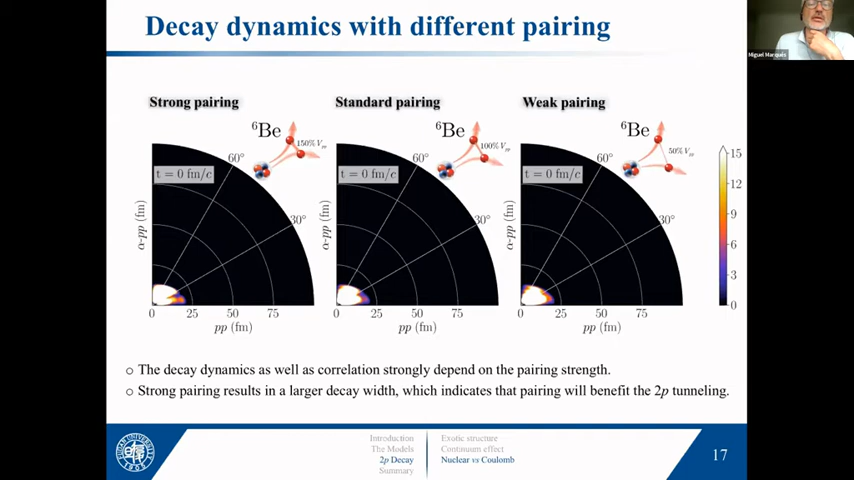 Decay dynamics with different pairing
Miguel Marqués
Strong pairing
Standard pairing
Weak pairing
⁶Be
150% Vpp
60°
t = 0 fm/c
30°
α-pp (fm)
0 25 50 75
pp (fm)
⁶Be
100% Vpp
60°
t = 0 fm/c
30°
α-pp (fm)
0 25 50 75
pp (fm)
⁶Be
50% Vpp
60°
t = 0 fm/c
30°
α-pp (fm)
0 25 50 75
pp (fm)
15
12
9
6
3
0
The decay dynamics as well as correlation strongly depend on the pairing strength.
Strong pairing results in a larger decay width, which indicates that pairing will benefit the 2p tunneling.
Introduction
The Models
2p Decay
Summary
Exotic structure
Continuum effect
Nuclear vs Coulomb
17